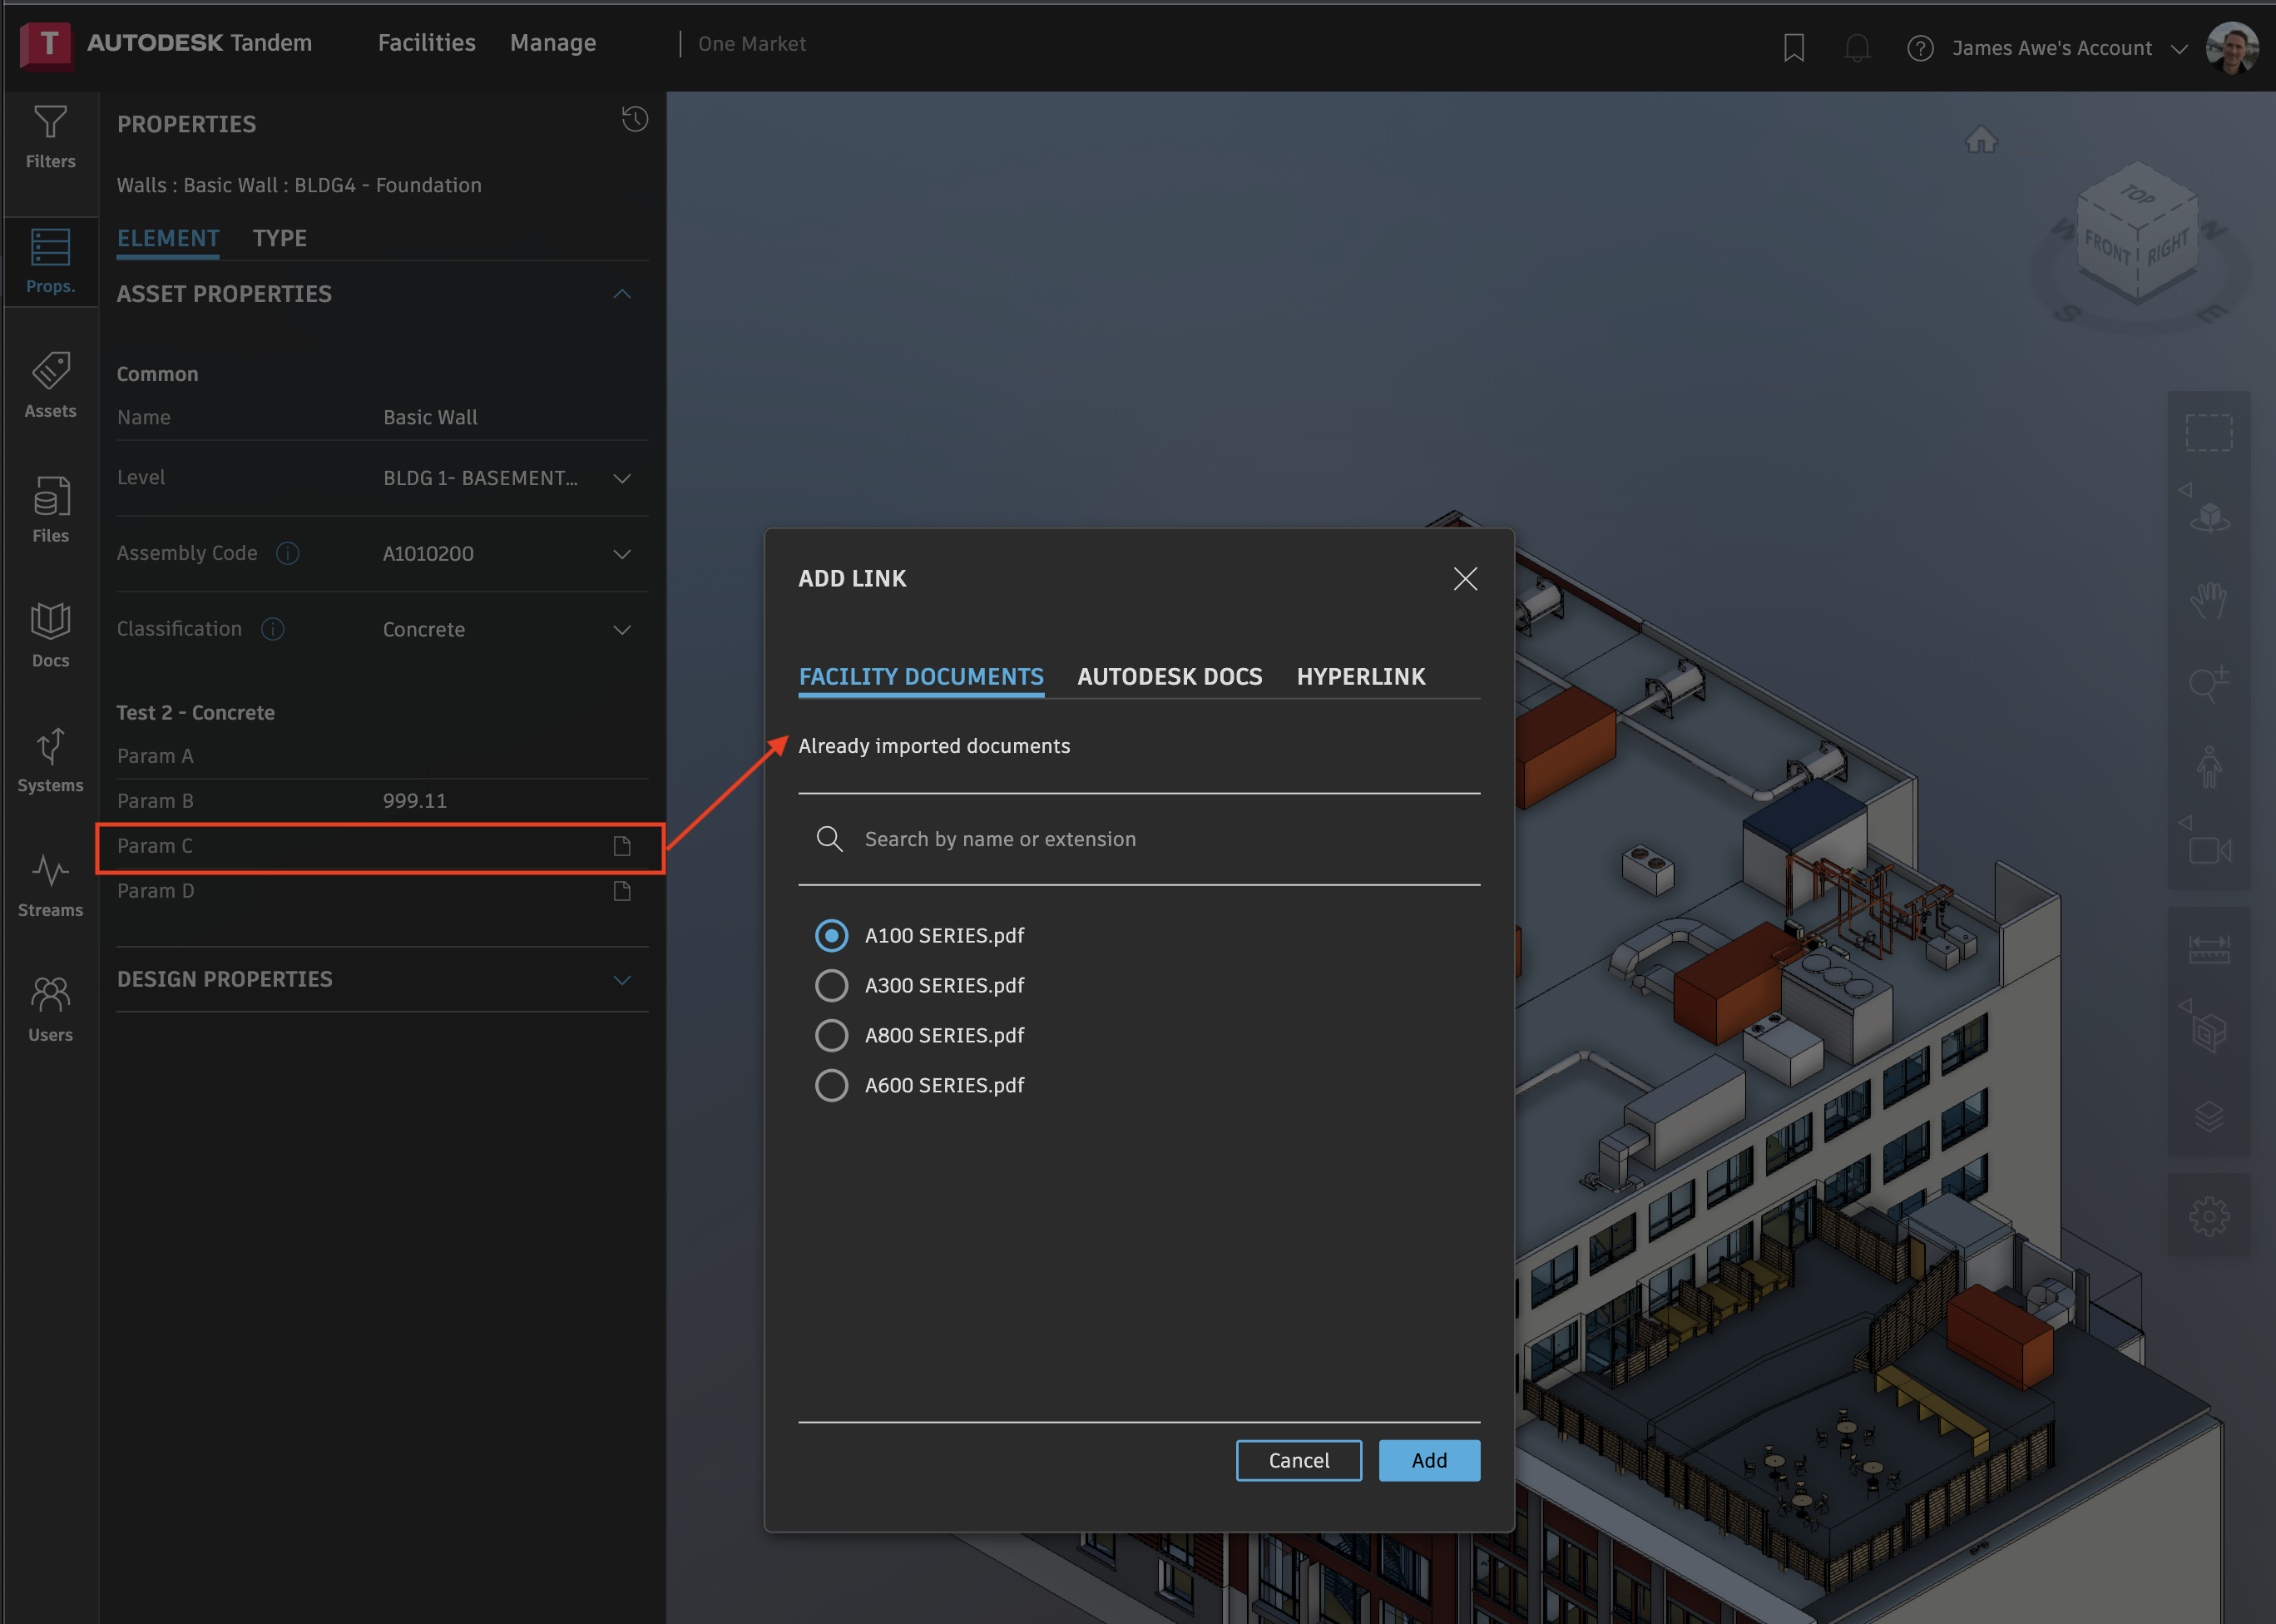 T AUTODESK Tandem Facilities Manage One Market James Awe's Account
Filters
Props.
Assets
Files
Docs
Systems
Streams
Users
PROPERTIES
Walls : Basic Wall : BLDG4 - Foundation
ELEMENT TYPE
ASSET PROPERTIES
Common
Name Basic Wall
Level BLDG 1- BASEMENT...
Assembly Code A1010200
Classification Concrete
Test 2 - Concrete
Param A
Param B 999.11
Param C
Param D
DESIGN PROPERTIES
ADD LINK
FACILITY DOCUMENTS AUTODESK DOCS HYPERLINK
Already imported documents
Search by name or extension
A100 SERIES.pdf
A300 SERIES.pdf
A800 SERIES.pdf
A600 SERIES.pdf
Cancel Add
TOP
W N
FRONT RIGHT
S E